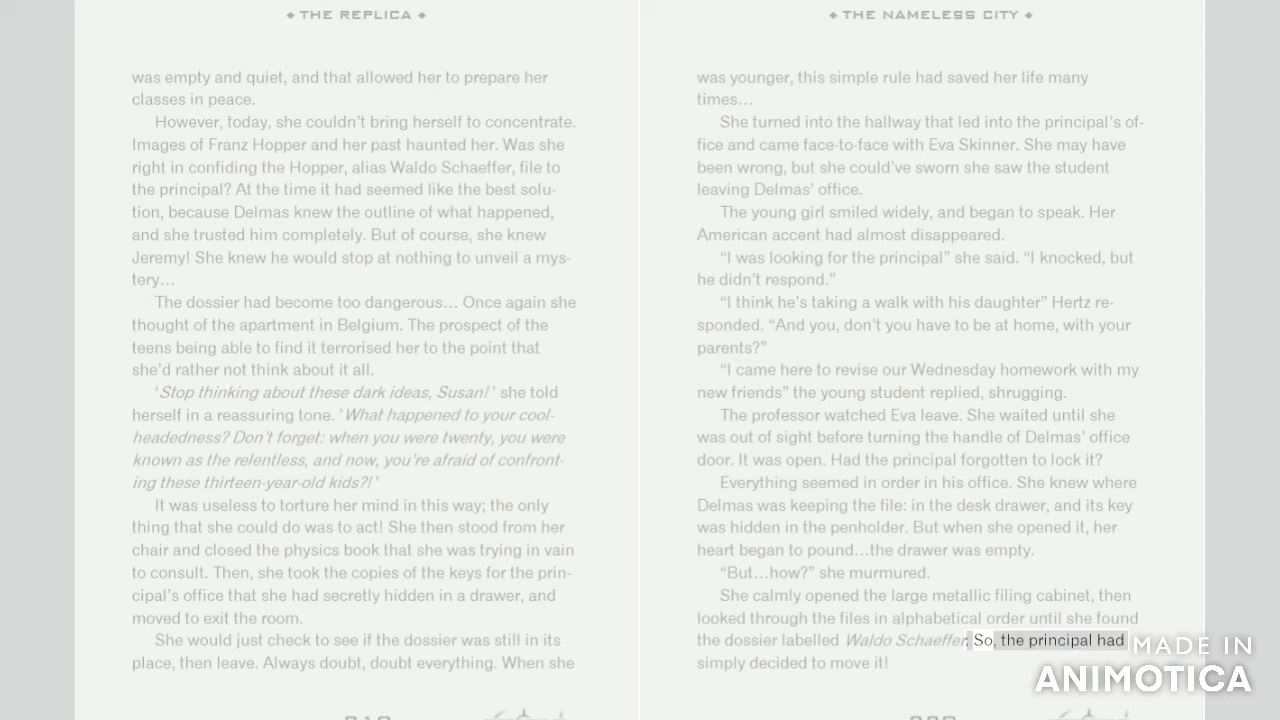 THE REPLICA
was empty and quiet, and that allowed her to prepare her
classes in peace.
However, today, she couldn't bring herself to concentrate.
Images of Franz Hopper and her past haunted her. Was she
right in confiding the Hopper, alias Waldo Schaeffer, file to
the principal? At the time it had seemed like the best solu-
tion, because Delmas knew the outline of what happened,
and she trusted him completely. But of course, she knew
Jeremy! She knew he would stop at nothing to unveil a mys-
tery...
The dossier had become too dangerous... Once again she
thought of the apartment in Belgium. The prospect of the
teens being able to find it terrorised her to the point that
she'd rather not think about it all.
'Stop thinking about these dark ideas, Susan!' she told
herself in a reassuring tone. 'What happened to your cool-
headedness? Don't forget: when you were twenty, you were
known as the relentless, and now, you're afraid of confront-
ing these thirteen-year-old kids?!'
It was useless to torture her mind in this way; the only
thing that she could do was to act! She then stood from her
chair and closed the physics book that she was trying in vain
to consult. Then, she took the copies of the keys for the prin-
cipal's office that she had secretly hidden in a drawer, and
moved to exit the room.
She would just check to see if the dossier was still in its
place, then leave. Always doubt, doubt everything. When she
THE NAMELESS CITY
was younger, this simple rule had saved her life many
times...
She turned into the hallway that led into the principal's of-
fice and came face-to-face with Eva Skinner. She may have
been wrong, but she could've sworn she saw the student
leaving Delmas' office.
The young girl smiled widely, and began to speak. Her
American accent had almost disappeared.
"I was looking for the principal" she said. "I knocked, but
he didn't respond."
"I think he's taking a walk with his daughter" Hertz re-
sponded. "And you, don't you have to be at home, with your
parents?"
"I came here to revise our Wednesday homework with my
new friends" the young student replied, shrugging.
The professor watched Eva leave. She waited until she
was out of sight before turning the handle of Delmas' office
door. It was open. Had the principal forgotten to lock it?
Everything seemed in order in his office. She knew where
Delmas was keeping the file: in the desk drawer, and its key
was hidden in the penholder. But when she opened it, her
heart began to pound...the drawer was empty.
"But...how?" she murmured.
She calmly opened the large metallic filing cabinet, then
looked through the files in alphabetical order until she found
the dossier labelled Waldo Schaeffer. So, the principal had
simply decided to move it!
MADE IN
ANIMOTICA